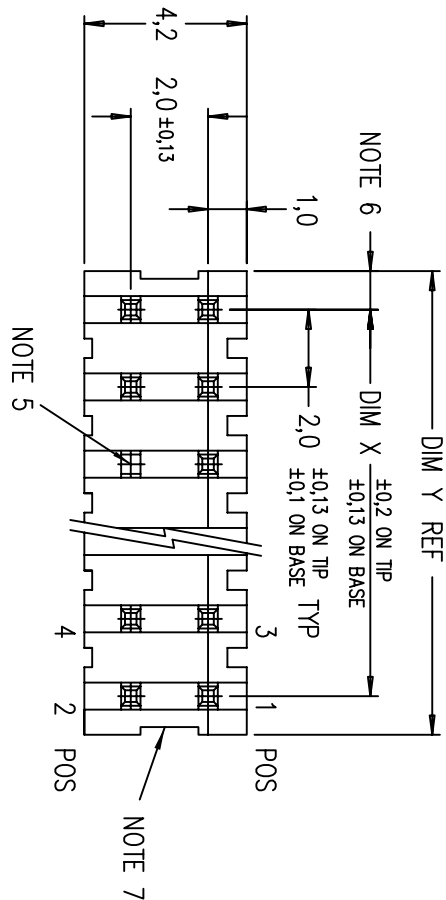 DIM Y REF
DIM X ±0,2 ON TIP
±0,13 ON BASE
NOTE 6
2,0 ±0,13 ON TIP
±0,1 ON BASE TYP
1,0
2,0 ±0,13
4,2
NOTE 5
3
1
POS
4
2
POS
NOTE 7